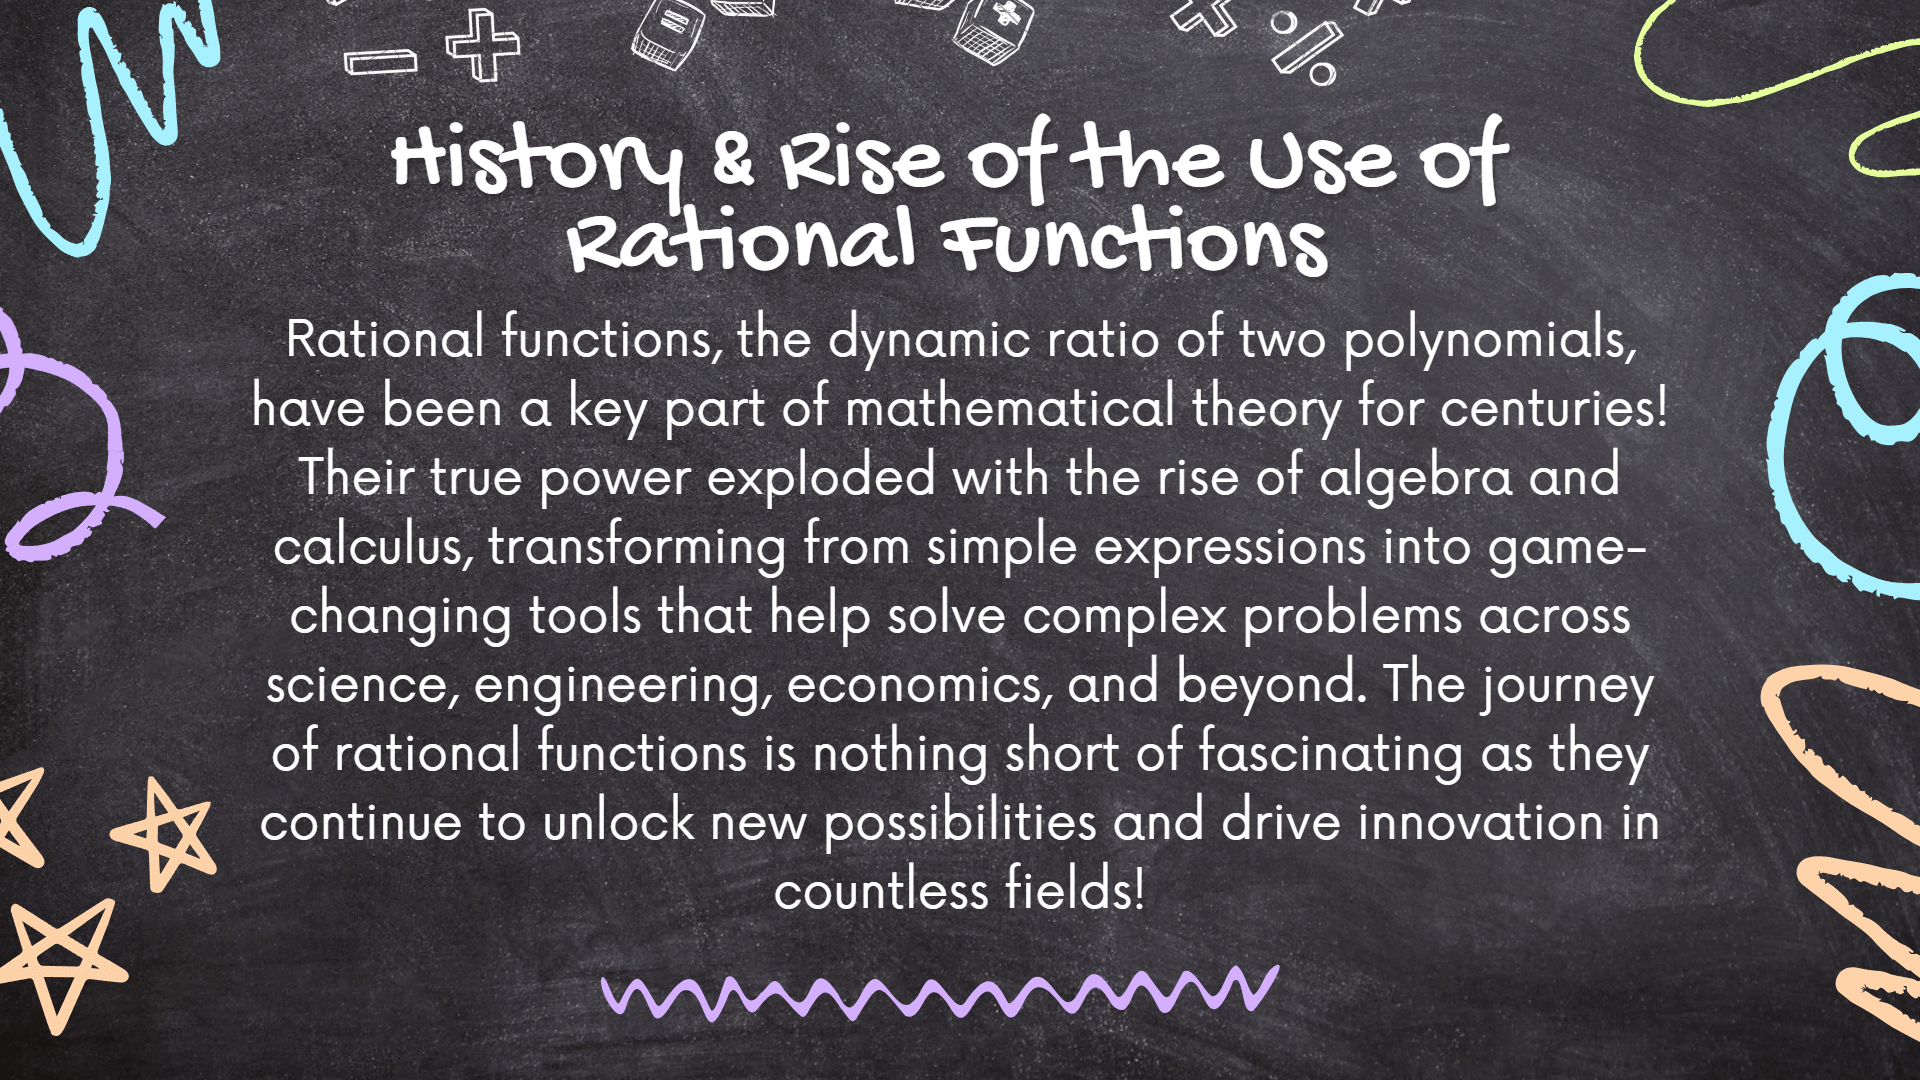 History & Rise of the Use of
Rational Functions
Rational functions, the dynamic ratio of two polynomials,
have been a key part of mathematical theory for centuries!
Their true power exploded with the rise of algebra and
calculus, transforming from simple expressions into game-
changing tools that help solve complex problems across
science, engineering, economics, and beyond. The journey
of rational functions is nothing short of fascinating as they
continue to unlock new possibilities and drive innovation in
countless fields!